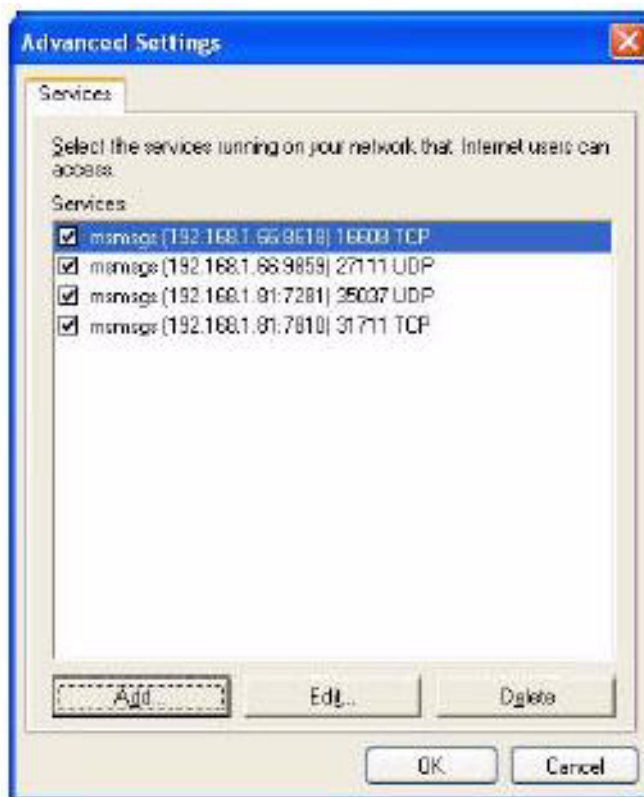 Advanced Settings
Services
Select the services running on your network that Internet users can
access.
Services
msmsgs (192.168.1.66:9618) 16608 TCP
msmsgs (192.168.1.66:9859) 27111 UDP
msmsgs (192.168.1.81:7281) 35037 UDP
msmsgs (192.168.1.81:7810) 31711 TCP
Add... Edit... Delete
OK Cancel